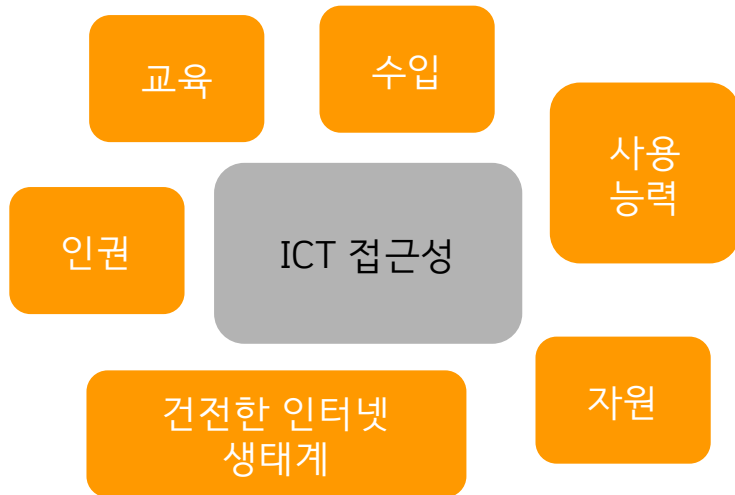 교육
수입
사용
능력
인권
ICT 접근성
자원
건전한 인터넷
생태계